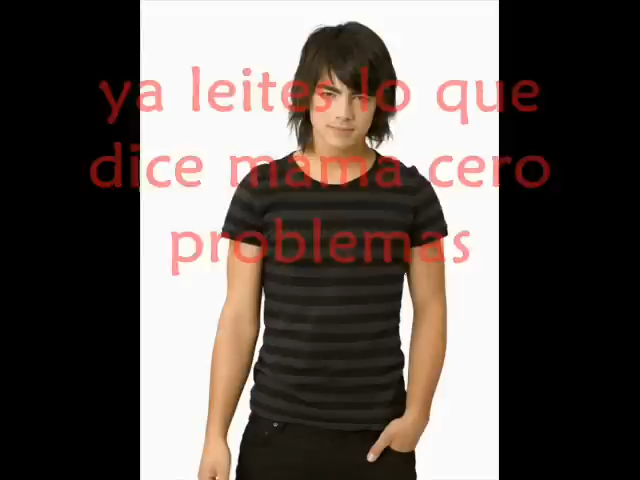 ya leites lo que
dice mama cero
problemas